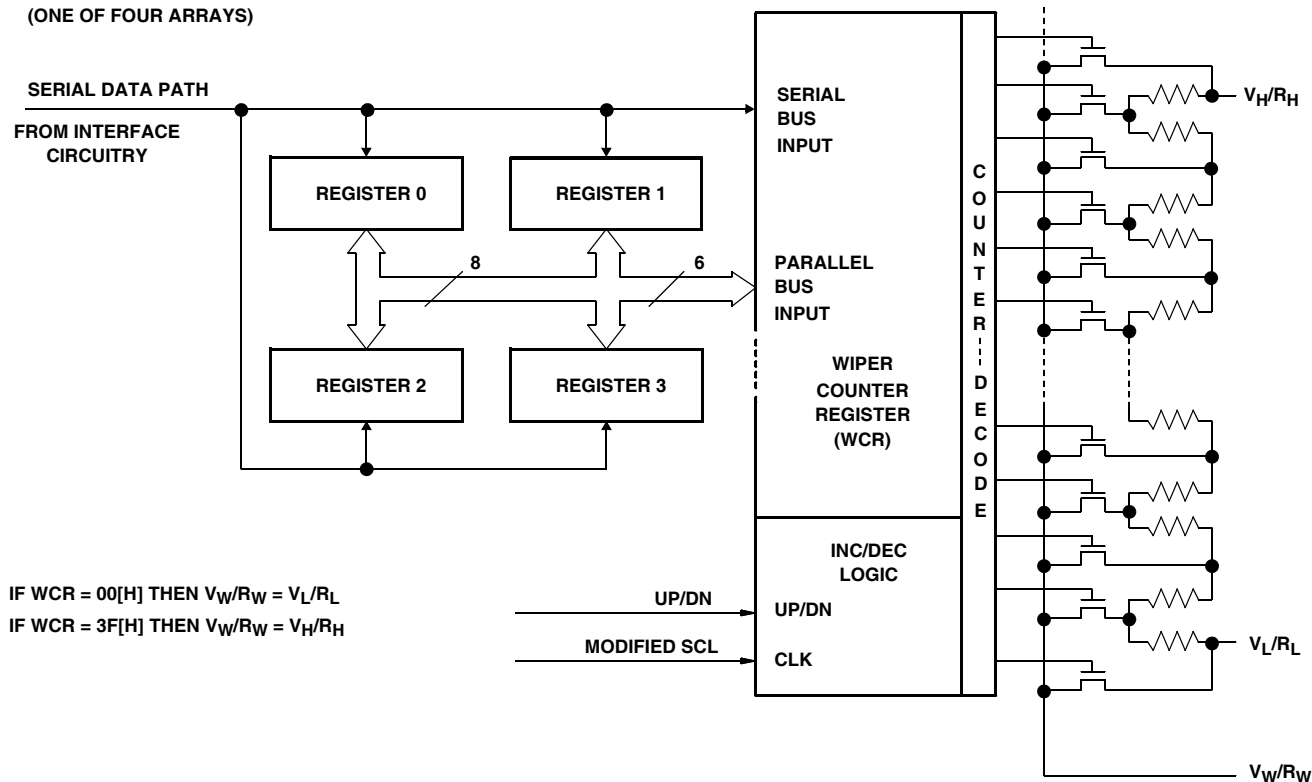 (ONE OF FOUR ARRAYS)
SERIAL DATA PATH
FROM INTERFACE
CIRCUITRY
REGISTER 0
REGISTER 1
8
6
REGISTER 2
REGISTER 3
SERIAL
BUS
INPUT
PARALLEL
BUS
INPUT
WIPER
COUNTER
REGISTER
(WCR)
INC/DEC
LOGIC
UP/DN
UP/DN
MODIFIED SCL
CLK
COUNTER
DECODE
VH/RH
VL/RL
VW/RW
IF WCR = 00[H] THEN VW/RW = VL/RL
IF WCR = 3F[H] THEN VW/RW = VH/RH